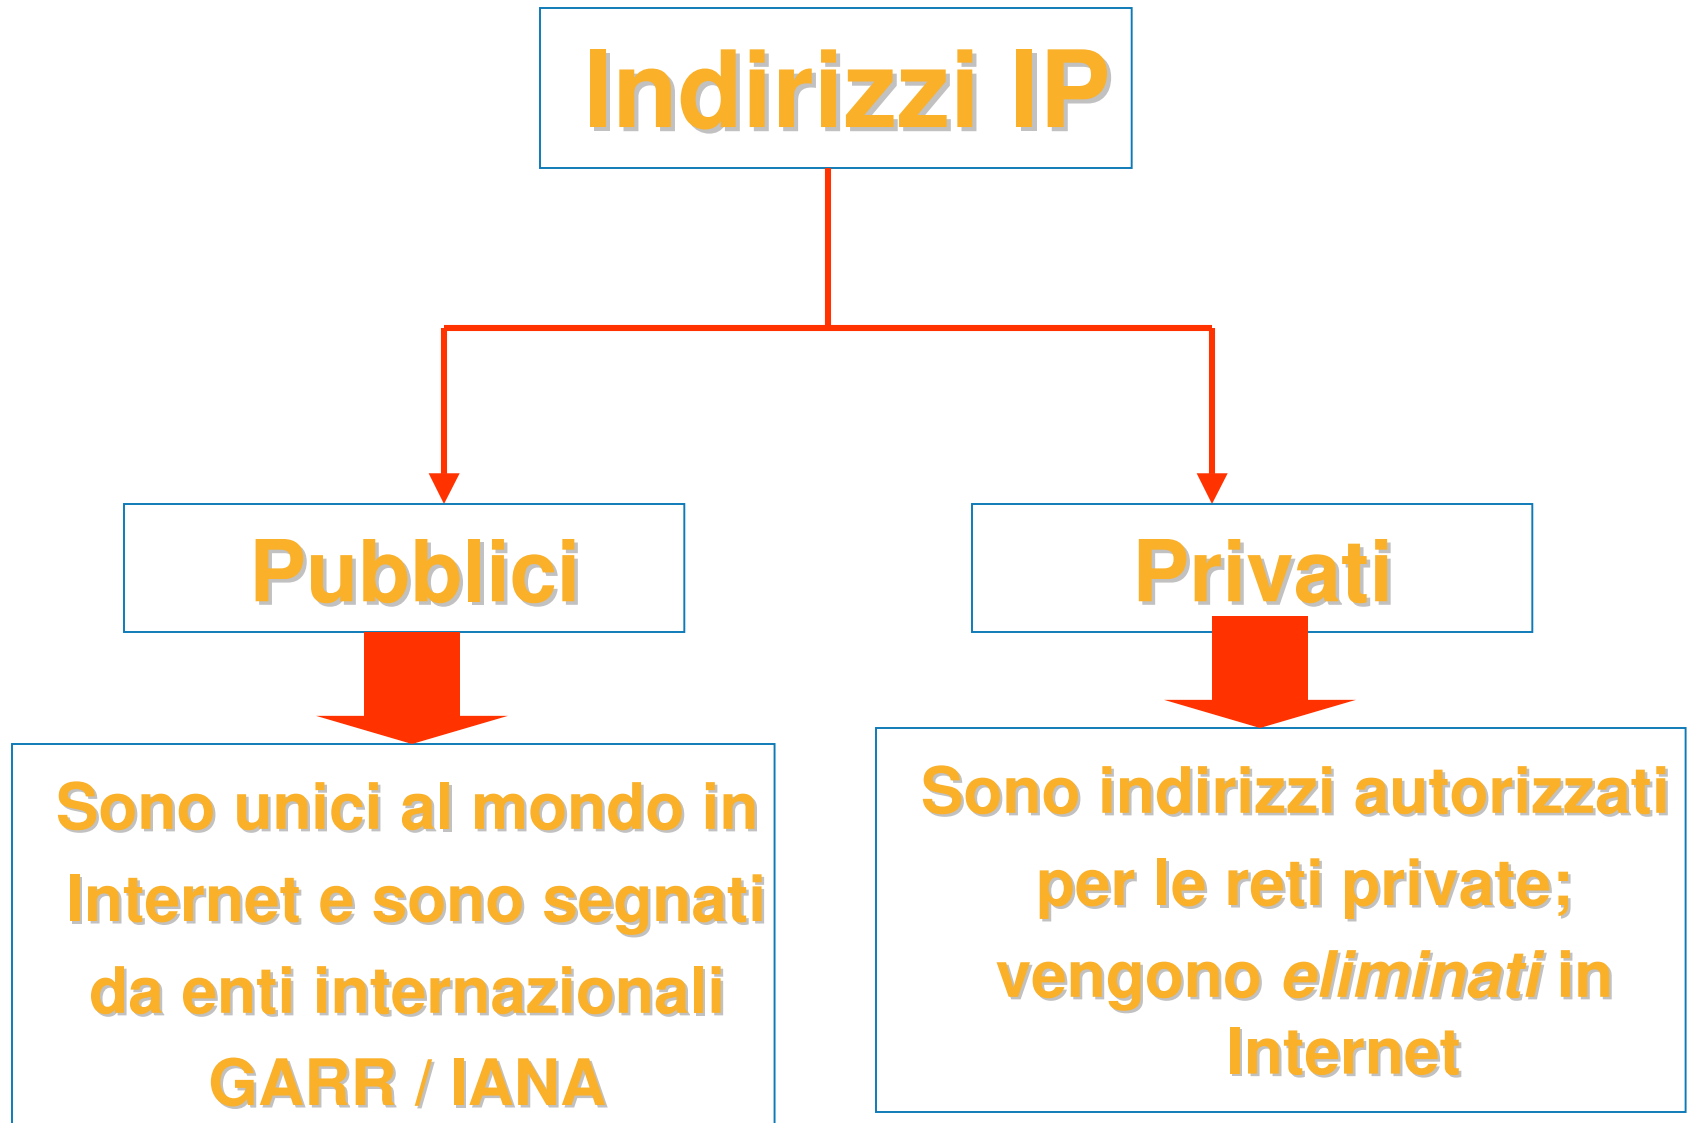 Indirizzi IP
Pubblici
Privati
Sono unici al mondo in
Internet e sono segnati
da enti internazionali
GARR / IANA
Sono indirizzi autorizzati
per le reti private;
vengono eliminati in
Internet